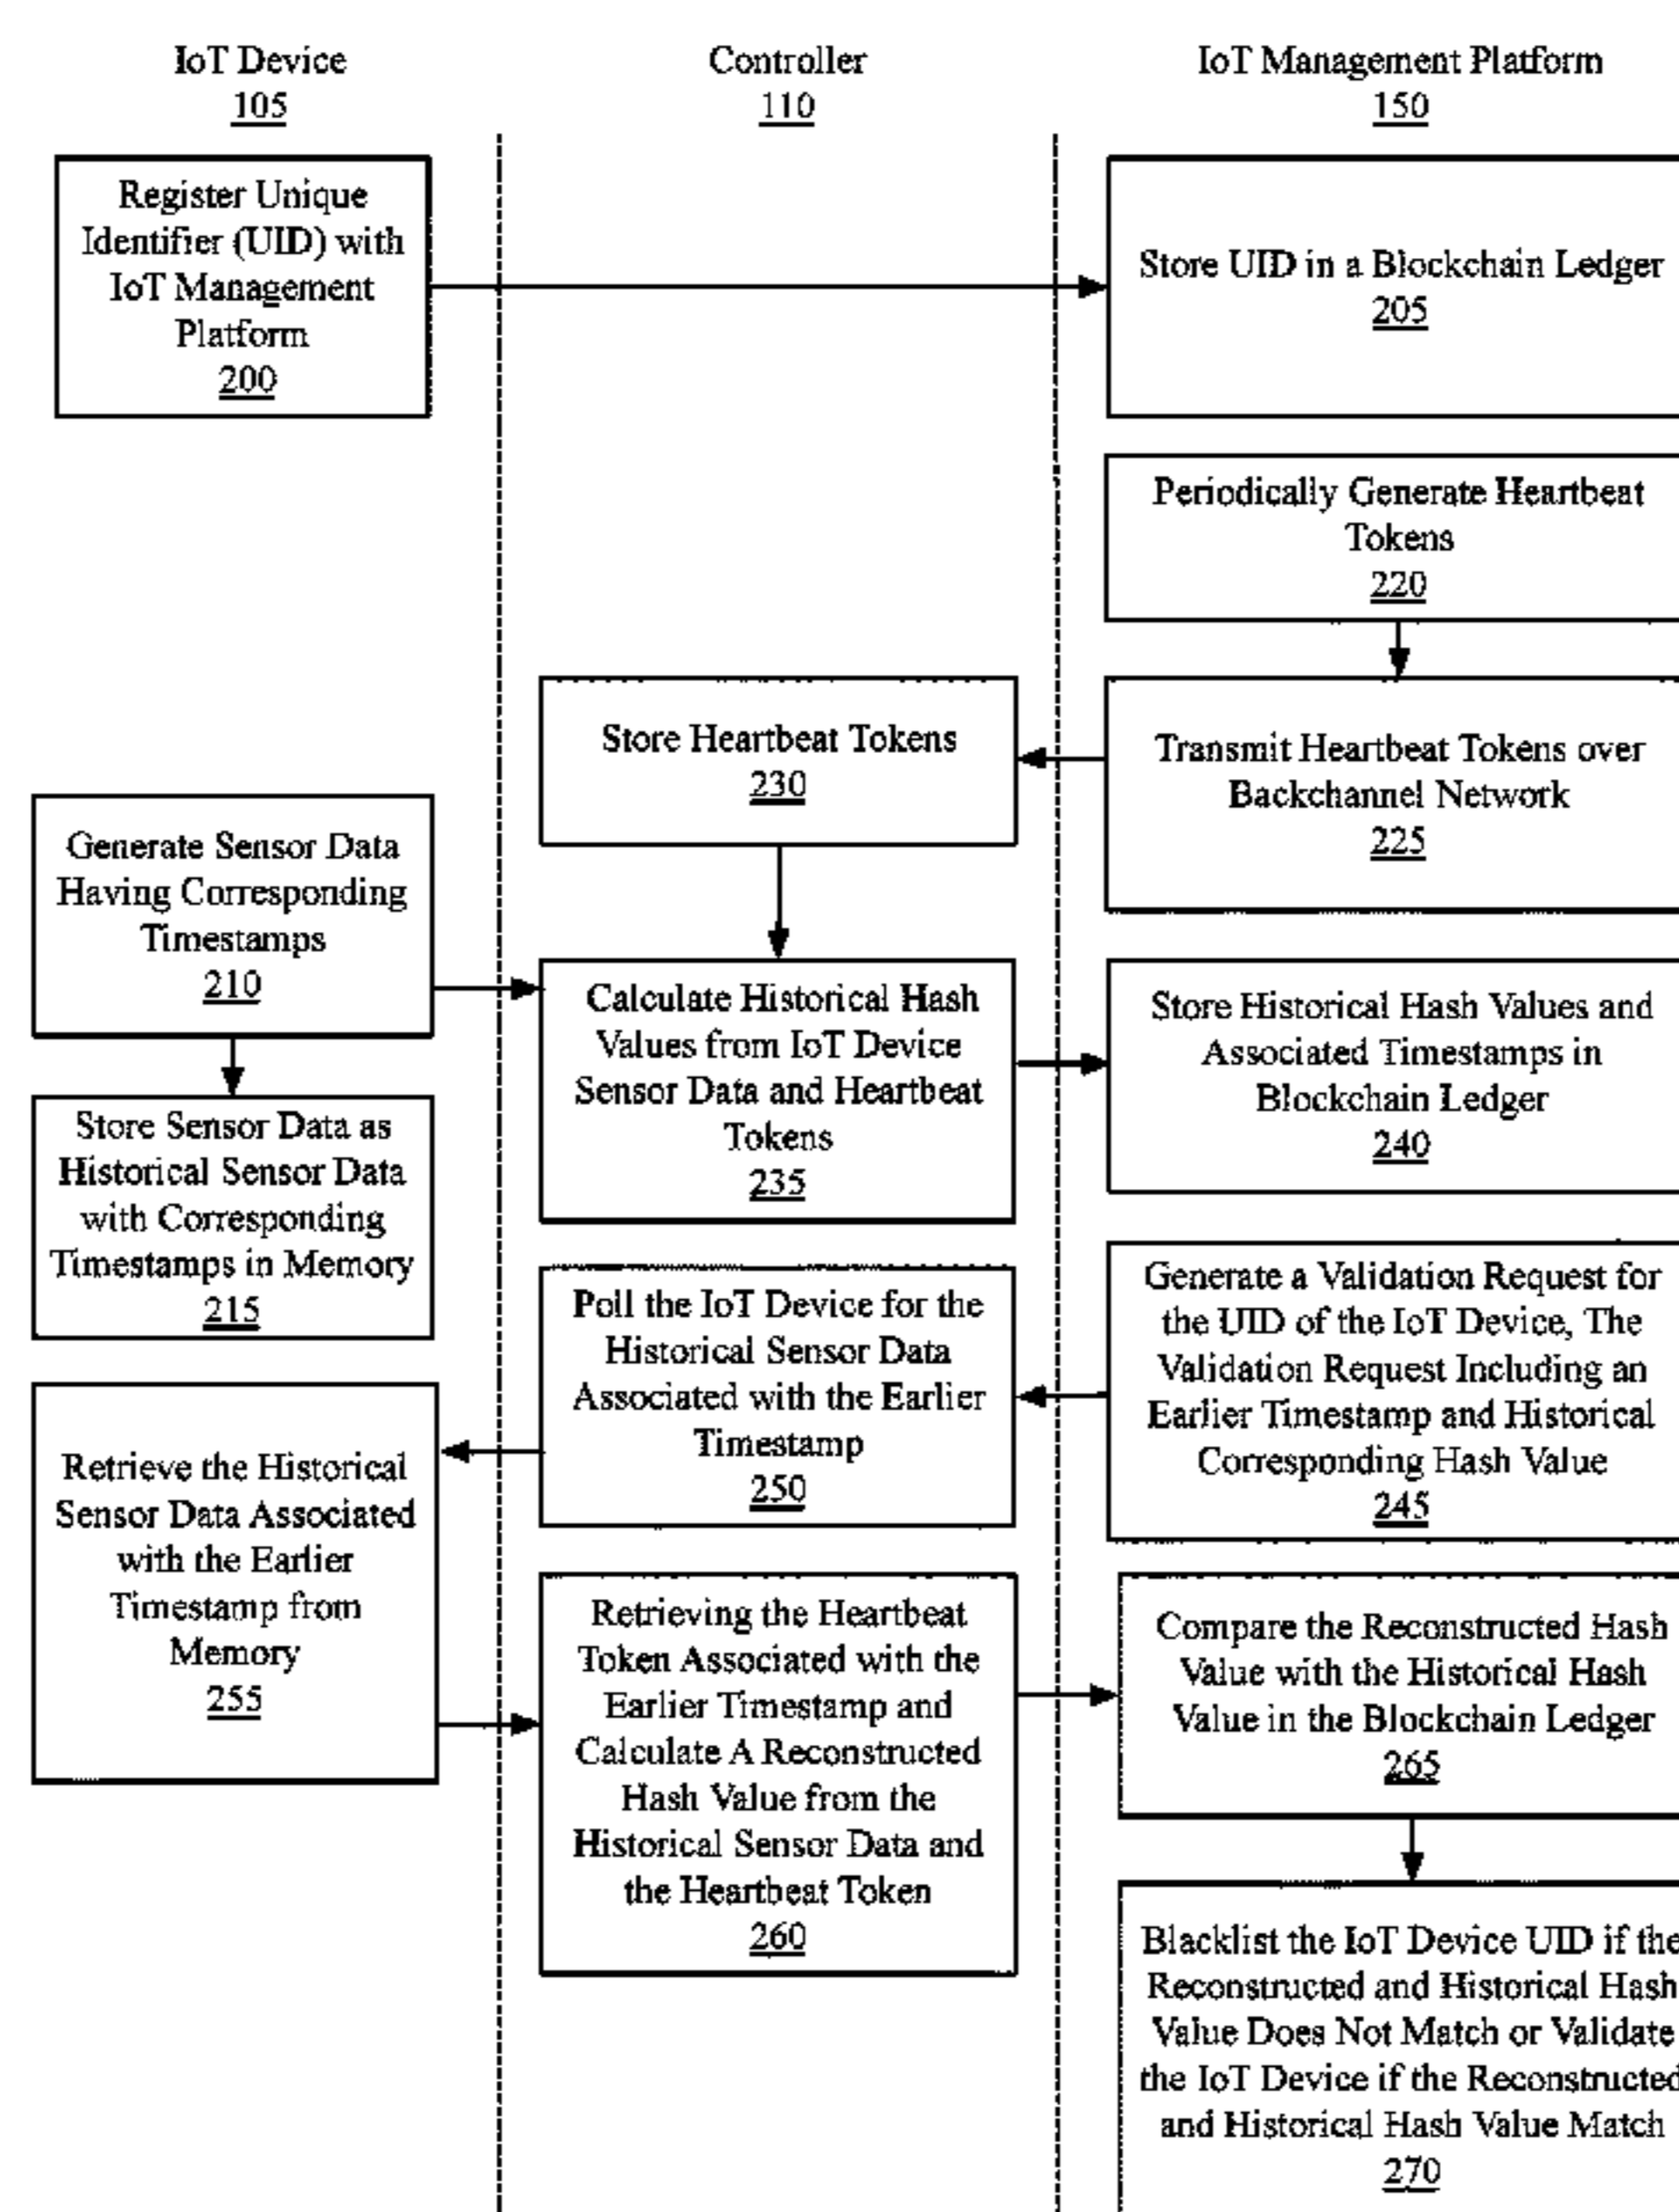 IoT Device
105
Controller
110
IoT Management Platform
150
Register Unique
Identifier (UID) with
IoT Management
Platform
200
Store UID in a Blockchain Ledger
205
Periodically Generate Heartbeat
Tokens
220
Store Heartbeat Tokens
230
Transmit Heartbeat Tokens over
Backchannel Network
225
Generate Sensor Data
Having Corresponding
Timestamps
210
Calculate Historical Hash
Values from IoT Device
Sensor Data and Heartbeat
Tokens
235
Store Historical Hash Values and
Associated Timestamps in
Blockchain Ledger
240
Store Sensor Data as
Historical Sensor Data
with Corresponding
Timestamps in Memory
215
Poll the IoT Device for the
Historical Sensor Data
Associated with the Earlier
Timestamp
250
Generate a Validation Request for
the UID of the IoT Device, The
Validation Request Including an
Earlier Timestamp and Historical
Corresponding Hash Value
245
Retrieve the Historical
Sensor Data Associated
with the Earlier
Timestamp from
Memory
255
Retrieving the Heartbeat
Token Associated with the
Earlier Timestamp and
Calculate A Reconstructed
Hash Value from the
Historical Sensor Data and
the Heartbeat Token
260
Compare the Reconstructed Hash
Value with the Historical Hash
Value in the Blockchain Ledger
265
Blacklist the IoT Device UID if the
Reconstructed and Historical Hash
Value Does Not Match or Validate
the IoT Device if the Reconstructed
and Historical Hash Value Match
270